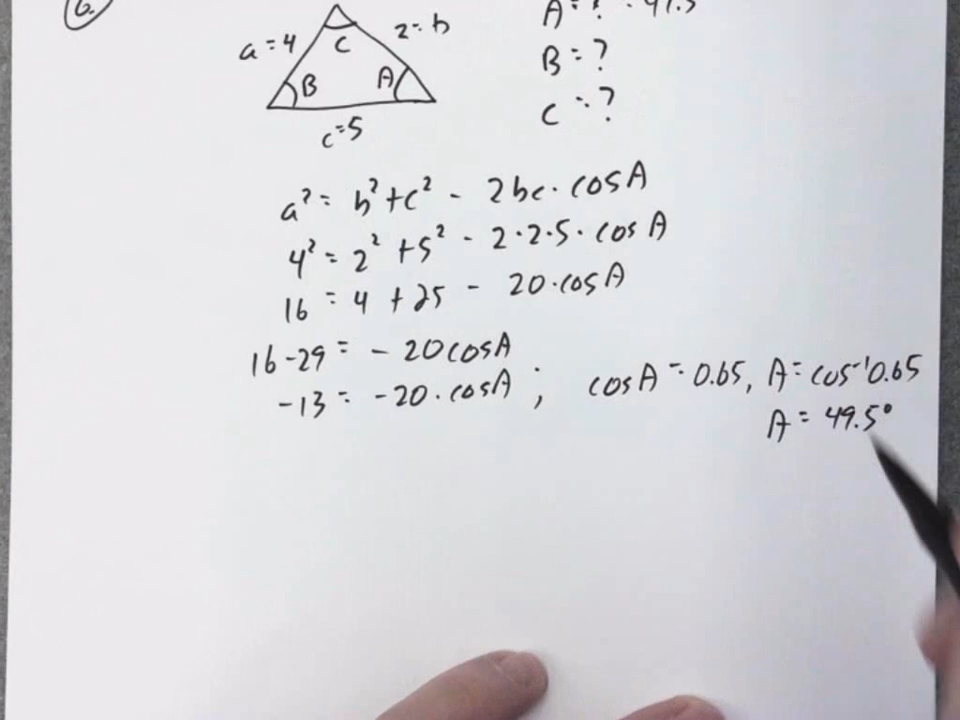 6.
a = 4
2 = b
C
B
A
c = 5
A = ?
B = ?
C = ?
a² = b² + c² - 2bc · cos A
4² = 2² + 5² - 2·2·5 · cos A
16 = 4 + 25 - 20 · cos A
16 - 29 = - 20 cos A
-13 = -20 · cos A ; cos A = 0.65, A = cos⁻¹ 0.65
A = 49.5°